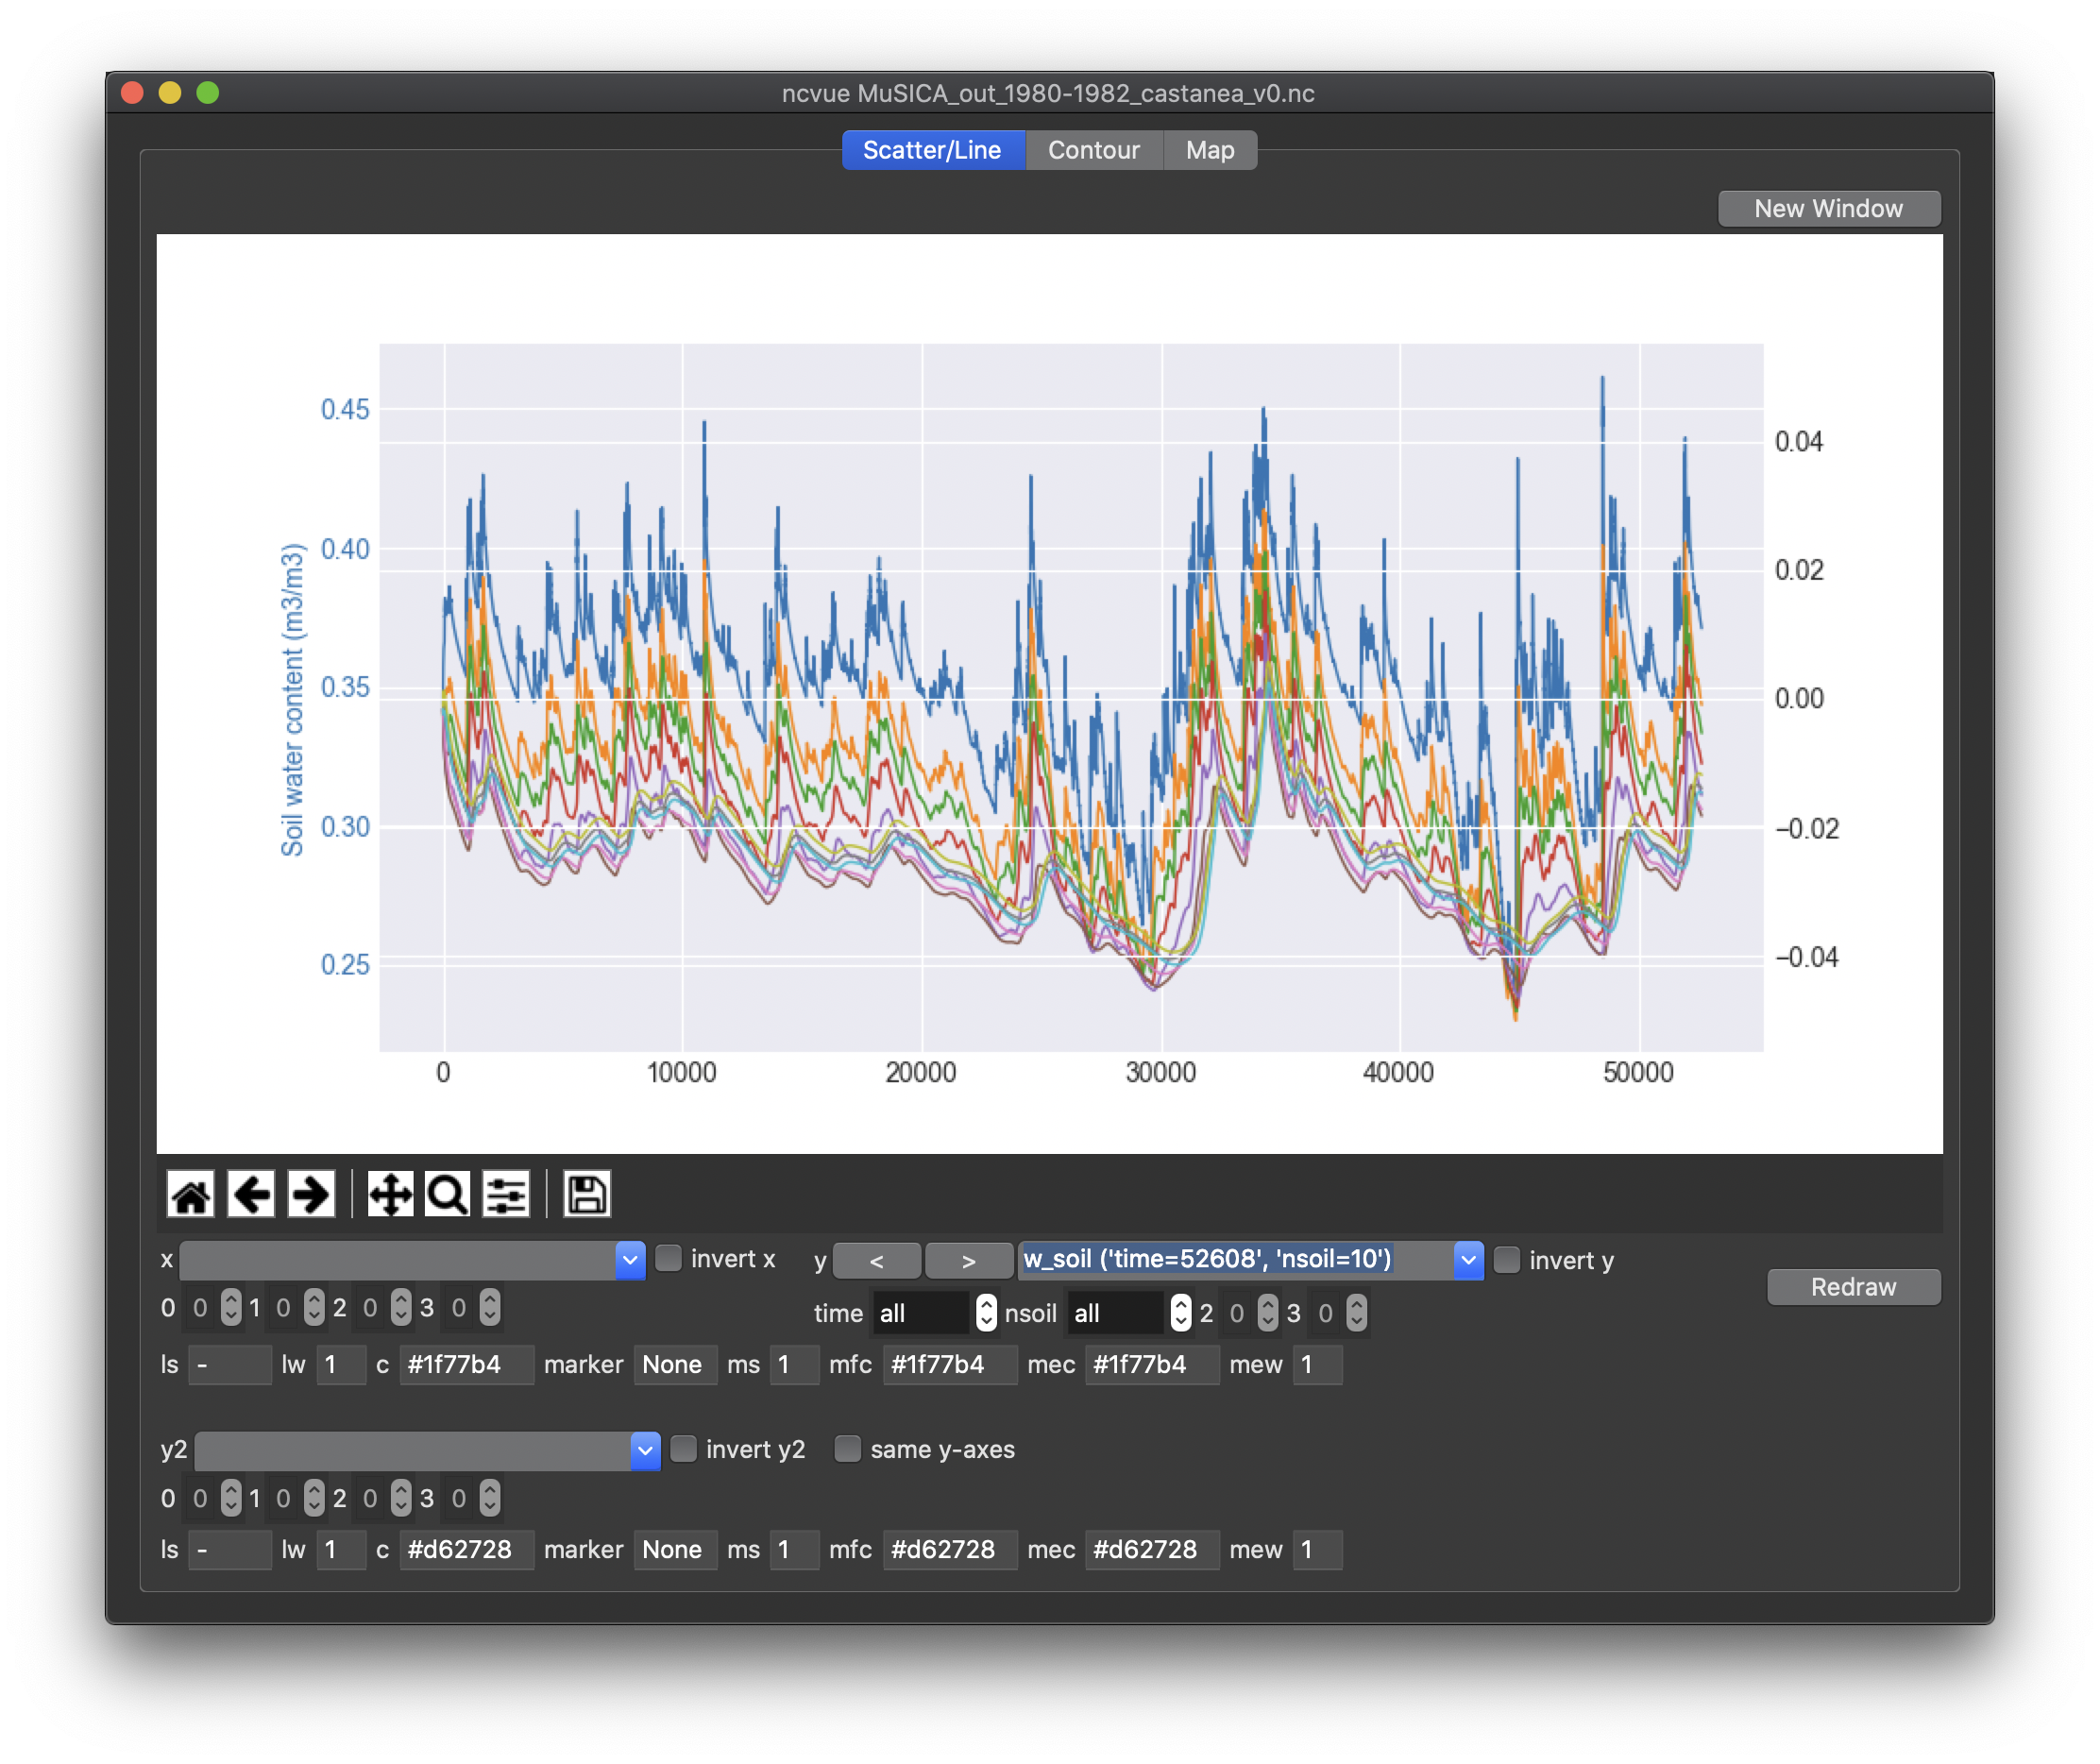 ncvue MuSICA_out_1980-1982_castanea_v0.nc
Scatter/Line Contour Map
New Window
Soil water content (m3/m3)
0.45
0.40
0.35
0.30
0.25
0.04
0.02
0.00
−0.02
−0.04
0 10000 20000 30000 40000 50000
x invert x y < > w_soil ('time=52608', 'nsoil=10') invert y
Redraw
0 0 1 0 2 0 3 0 time all nsoil all 2 0 3 0
ls - lw 1 c #1f77b4 marker None ms 1 mfc #1f77b4 mec #1f77b4 mew 1
y2 invert y2 same y-axes
0 0 1 0 2 0 3 0
ls - lw 1 c #d62728 marker None ms 1 mfc #d62728 mec #d62728 mew 1